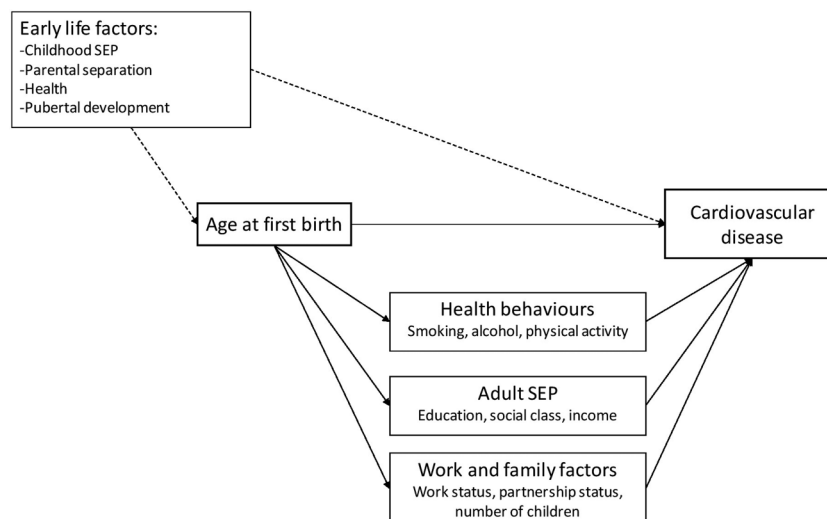 Early life factors:
-Childhood SEP
-Parental separation
-Health
-Pubertal development
Age at first birth
Cardiovascular
disease
Health behaviours
Smoking, alcohol, physical activity
Adult SEP
Education, social class, income
Work and family factors
Work status, partnership status,
number of children